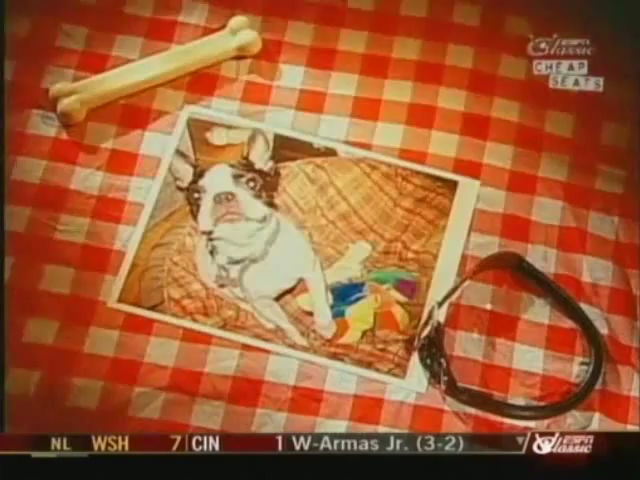 ESPN
Classic
CHEAP
SEATS
NL WSH 7 CIN 1 W-Armas Jr. (3-2) ESPN
Classic